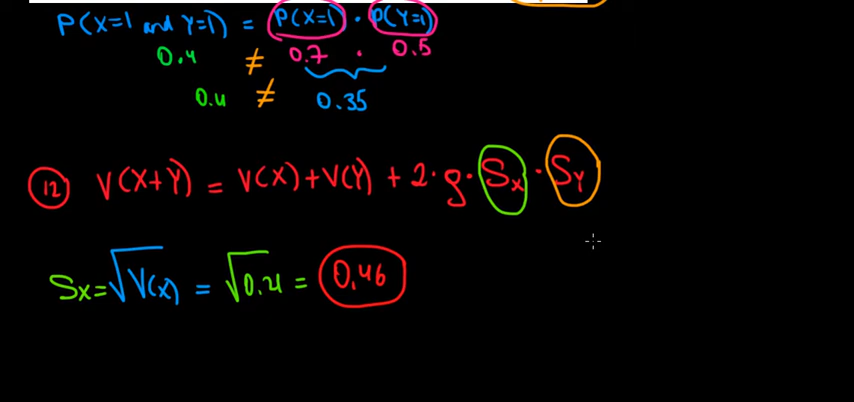 P(X=1 and Y=1) = P(X=1) · P(Y=1)
0.4 ≠ 0.7 · 0.5
0.4 ≠ 0.35
12 V(X+Y) = V(X)+V(Y) + 2·ρ·Sx·SY
Sx = √V(X) = √0.21 = 0.46